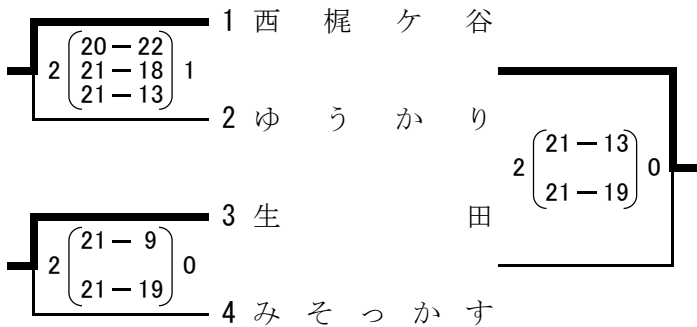 1 西梶ケ谷
2 (20－22 21－18 21－13) 1
2 ゆうかり
2 (21－13 21－19) 0
3 生田
2 (21－9 21－19) 0
4 みそっかす